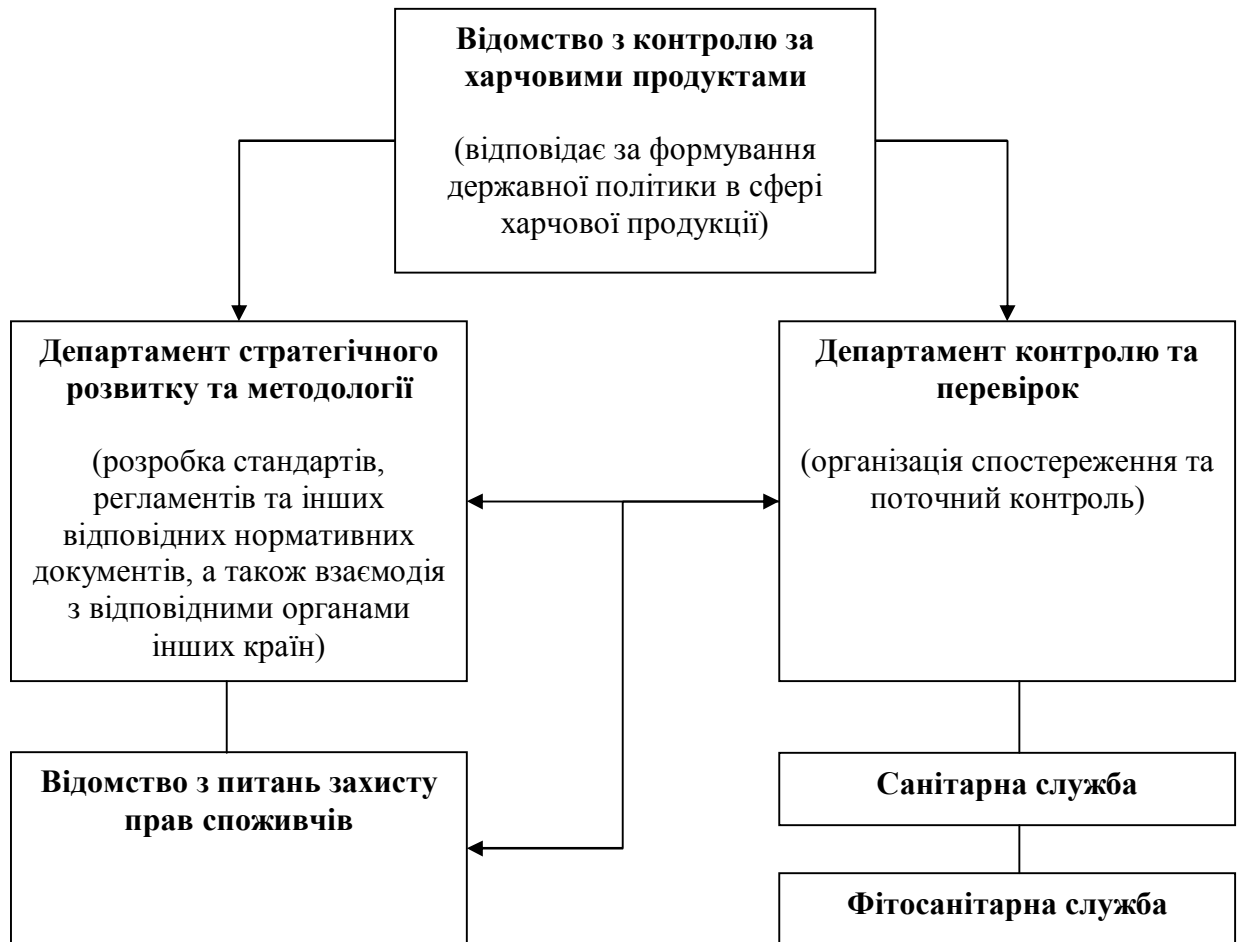 Відомство з контролю за
харчовими продуктами
(відповідає за формування
державної політики в сфері
харчової продукції)
Департамент стратегічного
розвитку та методології
(розробка стандартів,
регламентів та інших
відповідних нормативних
документів, а також взаємодія
з відповідними органами
інших країн)
Департамент контролю та
перевірок
(організація спостереження та
поточний контроль)
Відомство з питань захисту
прав споживчів
Санітарна служба
Фітосанітарна служба